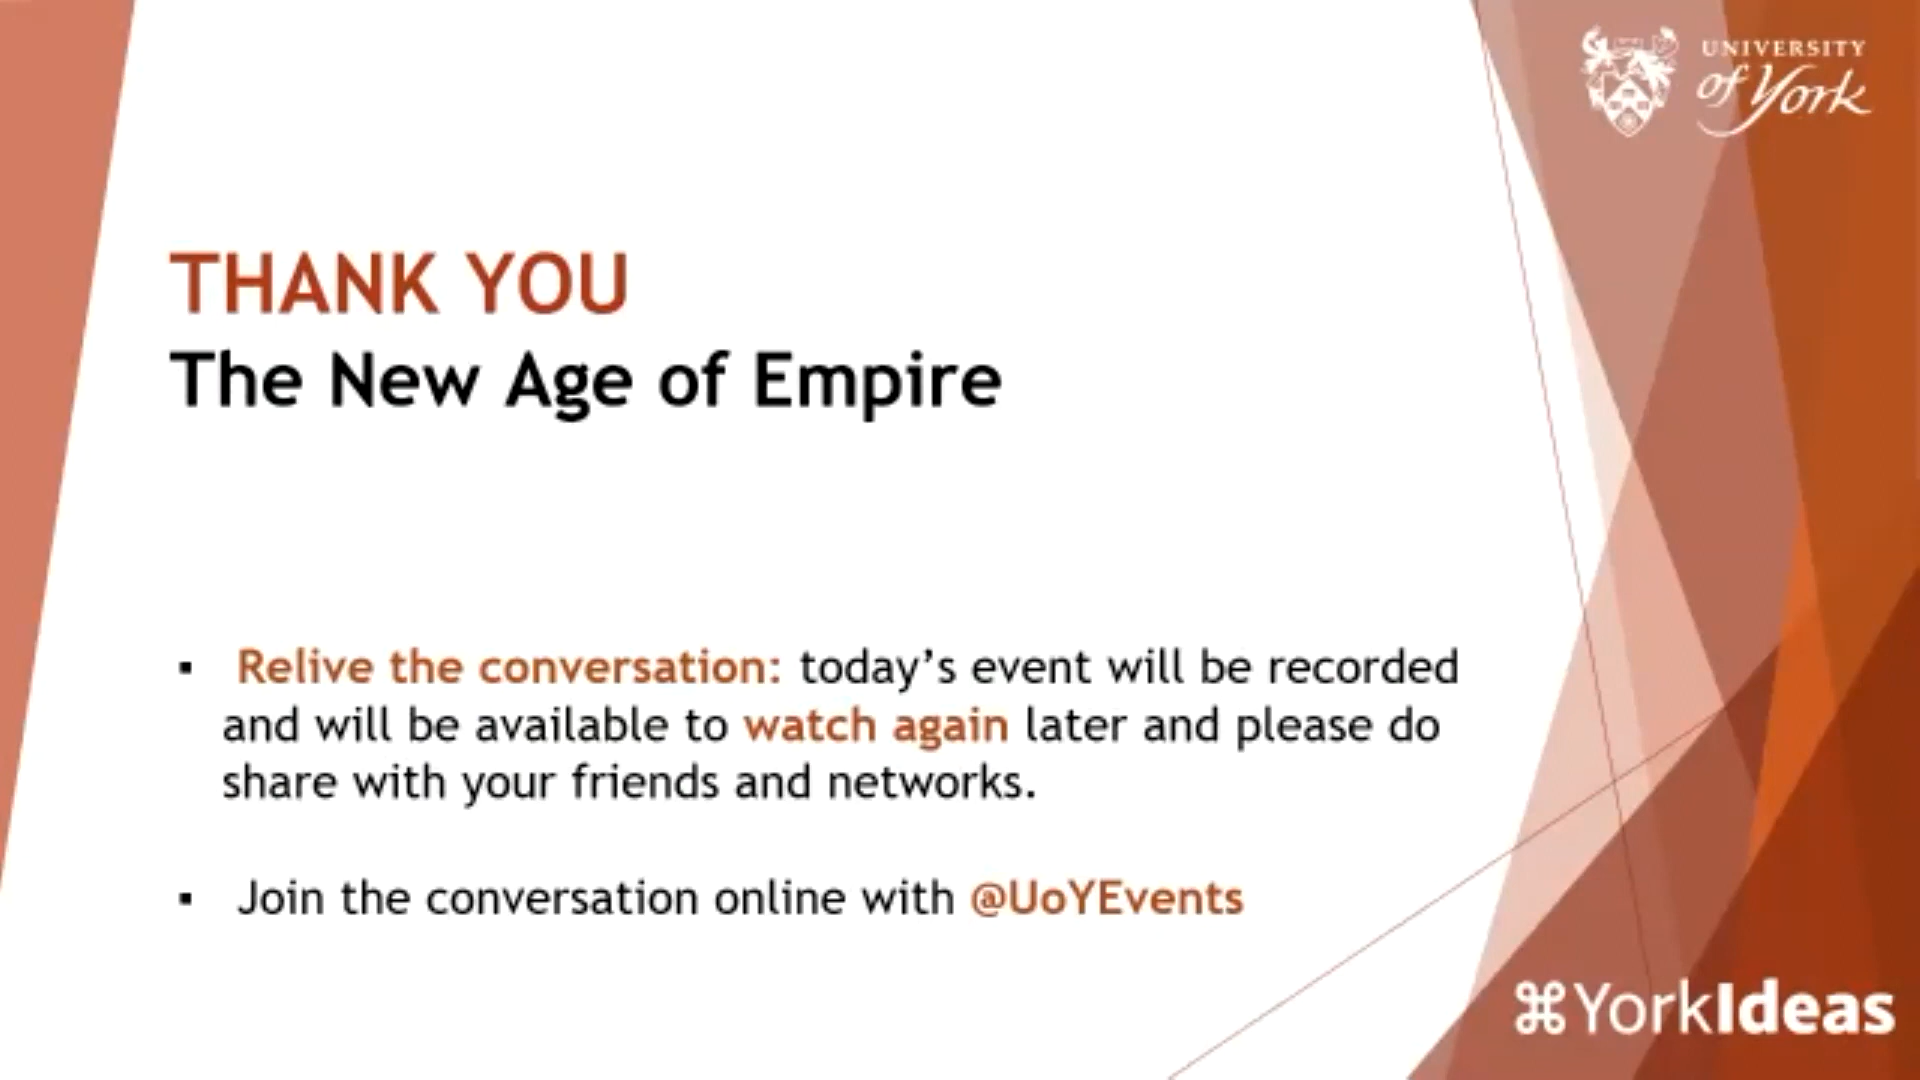 UNIVERSITY
of York
THANK YOU
The New Age of Empire
▪ Relive the conversation: today’s event will be recorded
and will be available to watch again later and please do
share with your friends and networks.
▪ Join the conversation online with @UoYEvents
⌘YorkIdeas